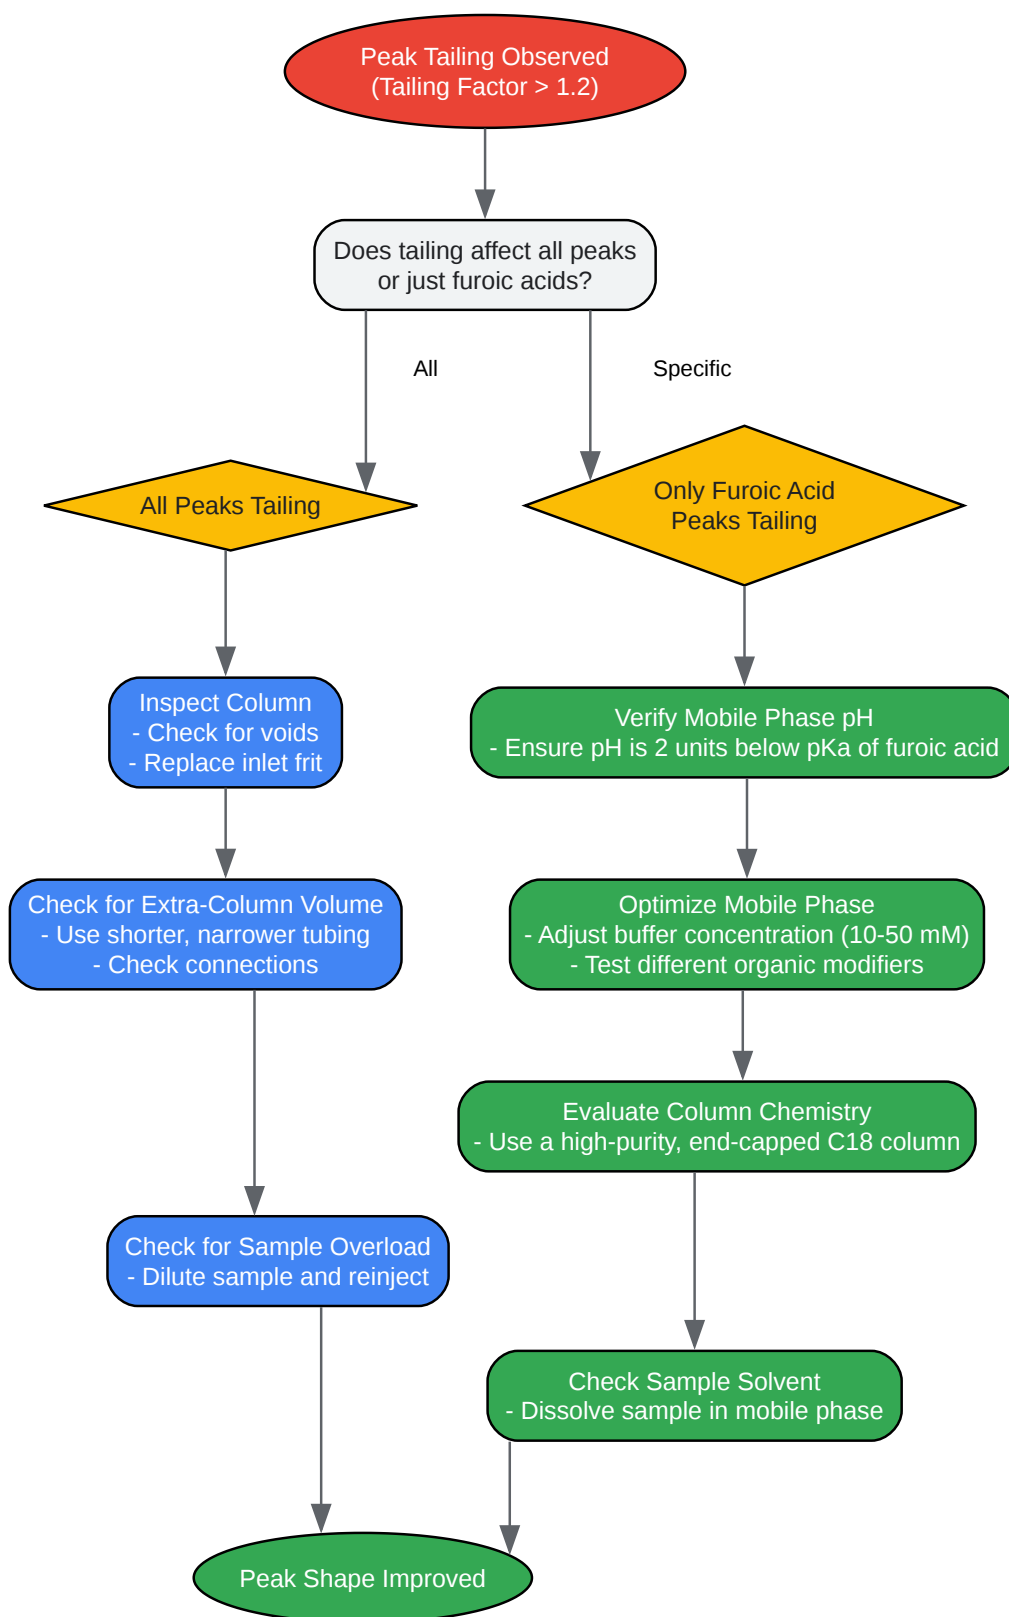 Peak Tailing Observed
(Tailing Factor > 1.2)
Does tailing affect all peaks
or just furoic acids?
All
Specific
All Peaks Tailing
Only Furoic Acid
Peaks Tailing
Inspect Column
- Check for voids
- Replace inlet frit
Verify Mobile Phase pH
- Ensure pH is 2 units below pKa of furoic acid
Check for Extra-Column Volume
- Use shorter, narrower tubing
- Check connections
Optimize Mobile Phase
- Adjust buffer concentration (10-50 mM)
- Test different organic modifiers
Evaluate Column Chemistry
- Use a high-purity, end-capped C18 column
Check for Sample Overload
- Dilute sample and reinject
Check Sample Solvent
- Dissolve sample in mobile phase
Peak Shape Improved